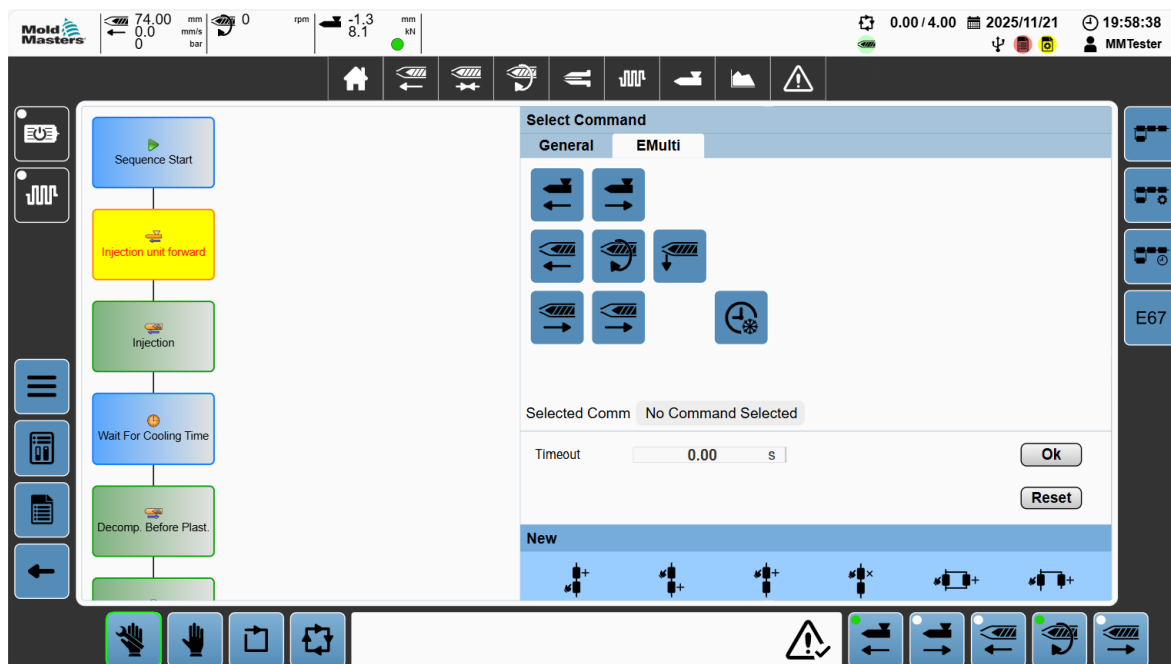 Mold
Masters
74.00 mm
0.0 mm/s
0 bar
0 rpm
-1.3 mm
8.1 kN
0.00 / 4.00
2025/11/21
19:58:38
MMTester
Select Command
General EMulti
Sequence Start
Injection unit forward
Injection
Wait For Cooling Time
Decomp. Before Plast.
Selected Comm No Command Selected
Timeout 0.00 s
Ok
Reset
New
E67